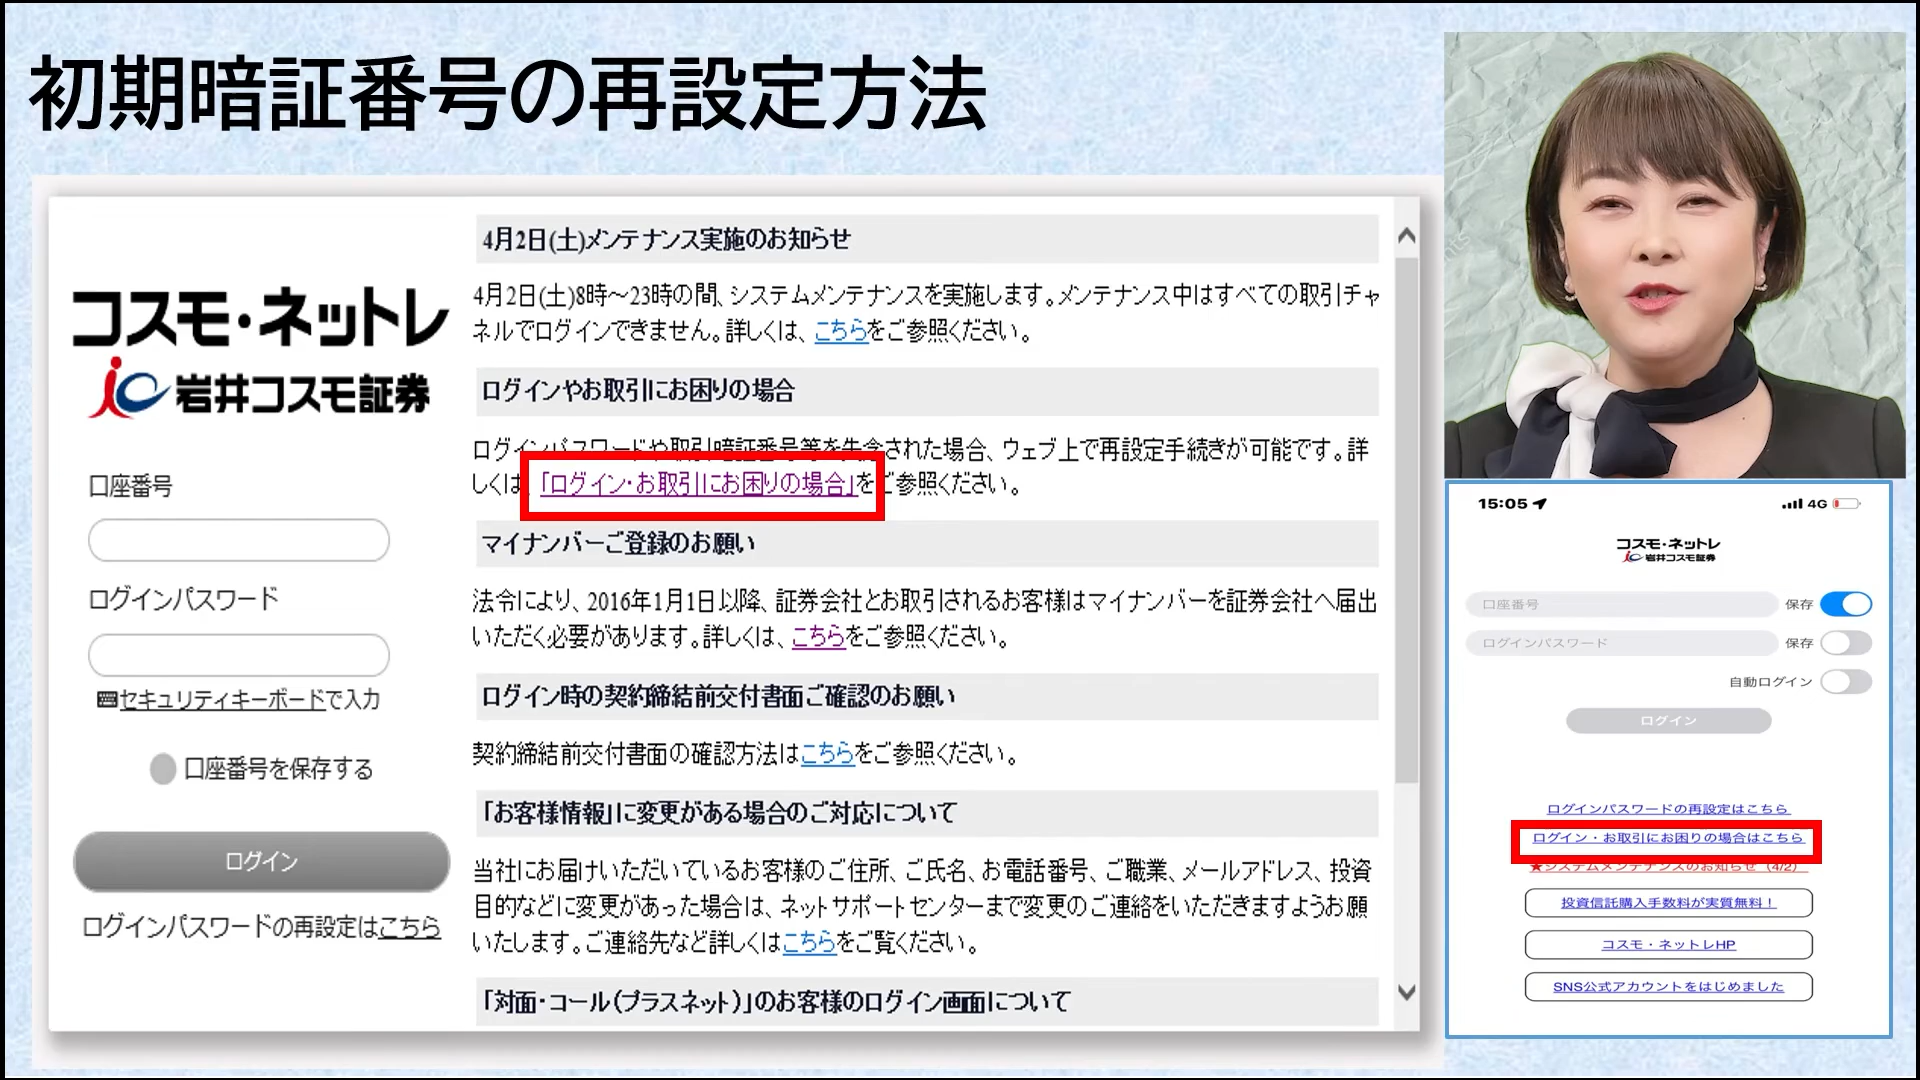 初期暗証番号の再設定方法
コスモ・ネットレ
岩井コスモ証券
口座番号
ログインパスワード
セキュリティキーボードで入力
口座番号を保存する
ログイン
ログインパスワードの再設定はこちら
4月2日(土)メンテナンス実施のお知らせ
4月2日(土)8時～23時の間、システムメンテナンスを実施します。メンテナンス中はすべての取引チャ
ネルでログインできません。詳しくは、こちらをご参照ください。
ログインやお取引にお困りの場合
ログインパスワードや取引暗証番号等を失念された場合、ウェブ上で再設定手続きが可能です。詳
しくは「ログイン・お取引にお困りの場合」をご参照ください。
マイナンバーご登録のお願い
法令により、2016年1月1日以降、証券会社とお取引されるお客様はマイナンバーを証券会社へ届出
いただく必要があります。詳しくは、こちらをご参照ください。
ログイン時の契約締結前交付書面ご確認のお願い
契約締結前交付書面の確認方法はこちらをご参照ください。
「お客様情報」に変更がある場合のご対応について
当社にお届けいただいているお客様のご住所、ご氏名、お電話番号、ご職業、メールアドレス、投資
目的などに変更があった場合は、ネットサポートセンターまで変更のご連絡をいただきますようお願
いたします。ご連絡先など詳しくはこちらをご覧ください。
「対面・コール(プラスネット)」のお客様のログイン画面について
15:05
4G
コスモ・ネットレ
岩井コスモ証券
口座番号
保存
ログインパスワード
保存
自動ログイン
ログイン
ログインパスワードの再設定はこちら
ログイン・お取引にお困りの場合はこちら
★システムメンテナンスのお知らせ（4/2）
投資信託購入手数料が実質無料！
コスモ・ネットレHP
SNS公式アカウントをはじめました